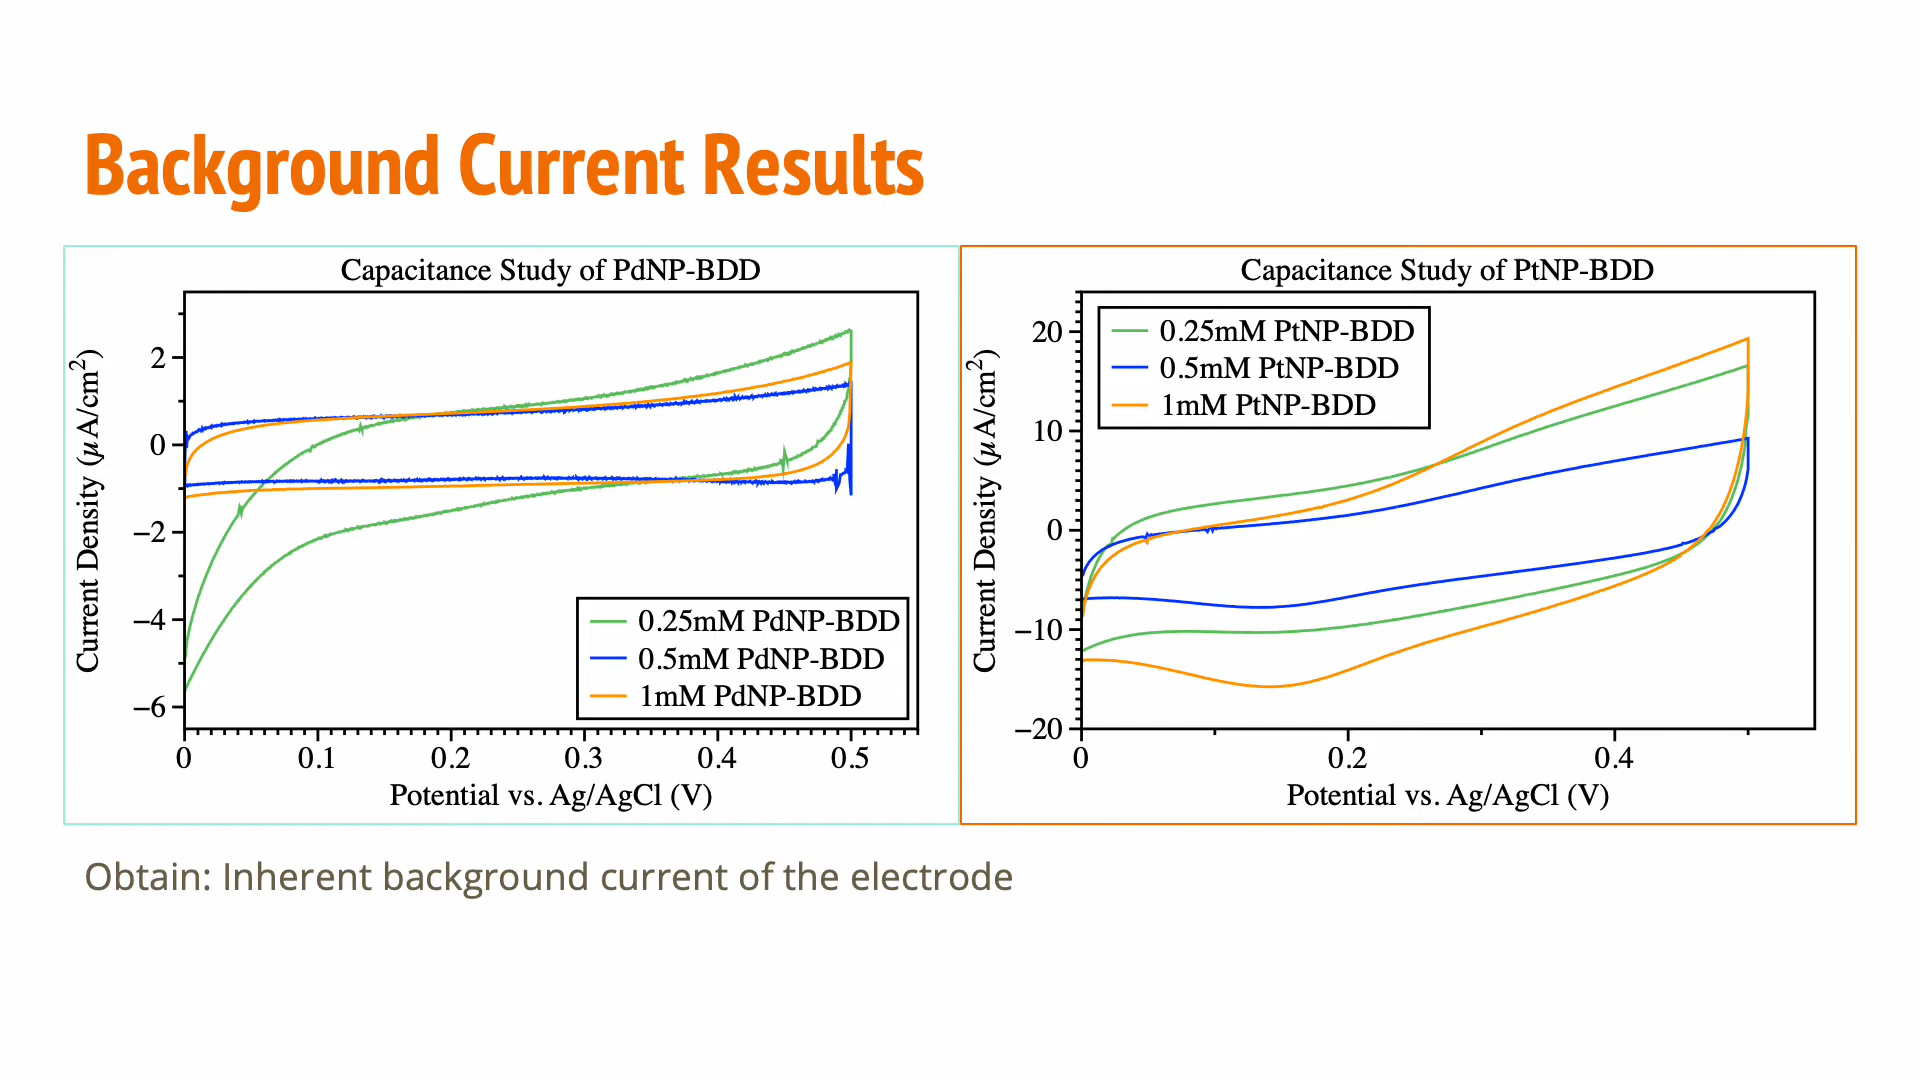 Background Current Results
Capacitance Study of PdNP-BDD
Current Density (μA/cm²)
2
0
−2
−4
−6
0.25mM PdNP-BDD
0.5mM PdNP-BDD
1mM PdNP-BDD
0 0.1 0.2 0.3 0.4 0.5
Potential vs. Ag/AgCl (V)
Capacitance Study of PtNP-BDD
Current Density (μA/cm²)
20
10
0
−10
−20
0.25mM PtNP-BDD
0.5mM PtNP-BDD
1mM PtNP-BDD
0 0.2 0.4
Potential vs. Ag/AgCl (V)
Obtain: Inherent background current of the electrode